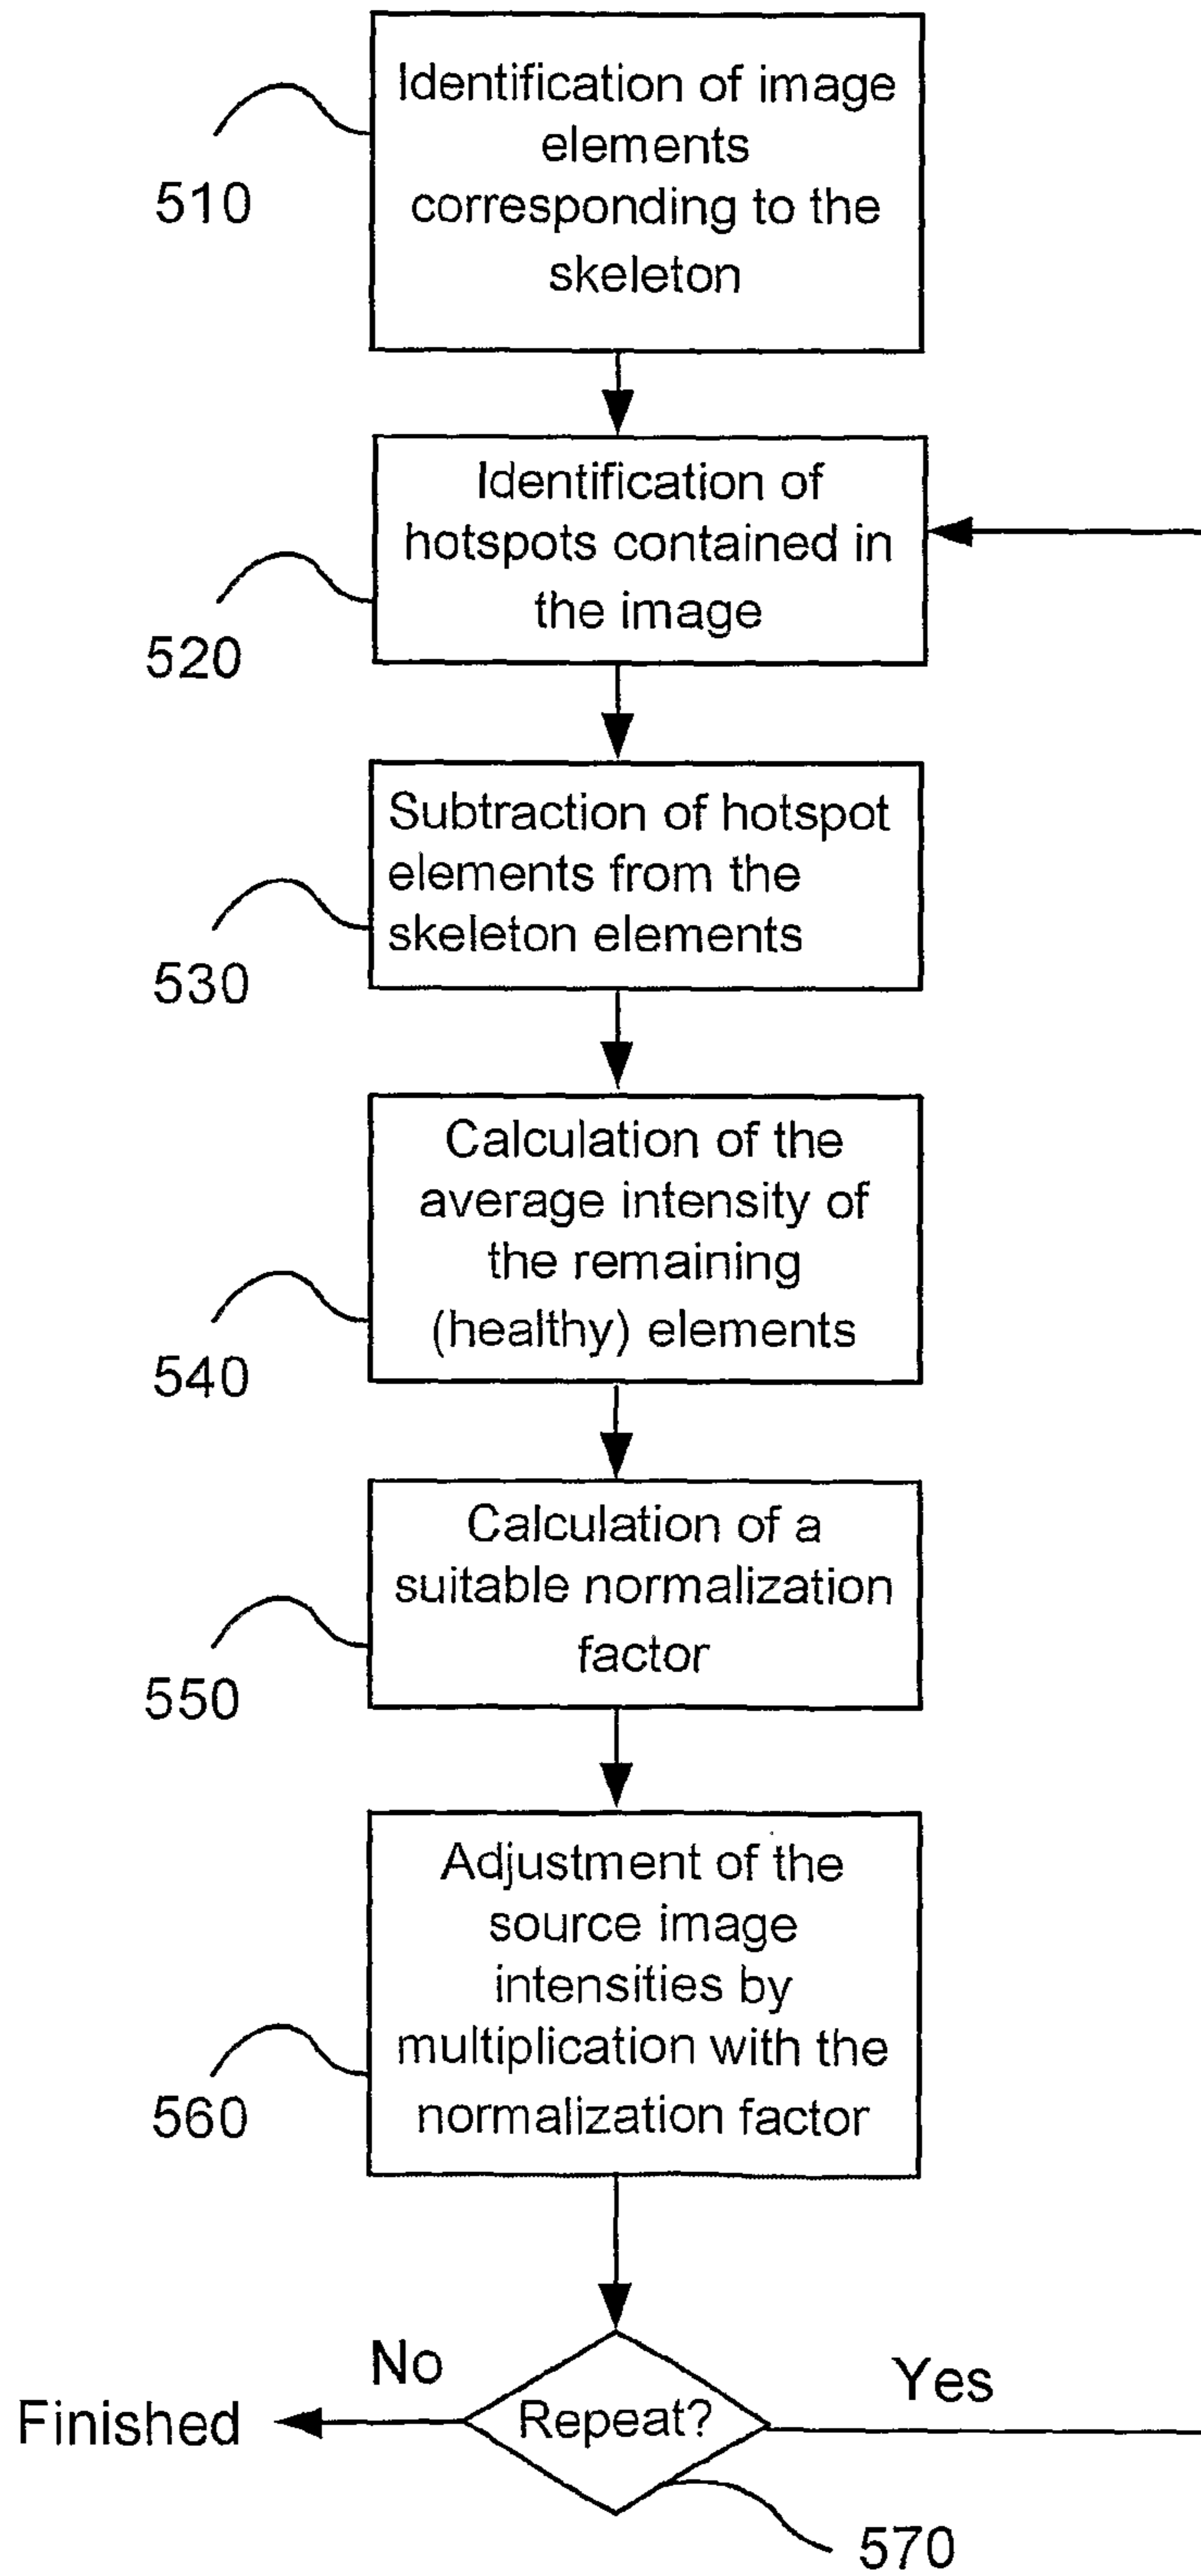 Identification of image
elements
corresponding to the
skeleton
510
Identification of
hotspots contained in
the image
520
Subtraction of hotspot
elements from the
skeleton elements
530
Calculation of the
average intensity of
the remaining
(healthy) elements
540
Calculation of a
suitable normalization
factor
550
Adjustment of the
source image
intensities by
multiplication with the
normalization factor
560
No
Yes
Finished
Repeat?
570